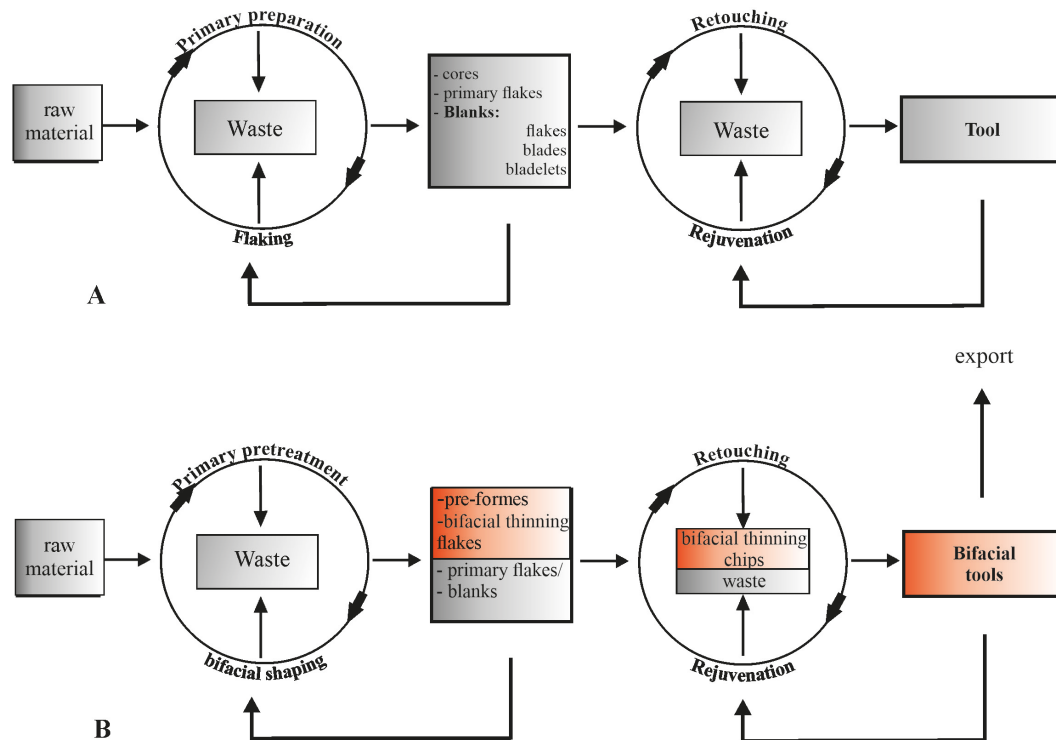 Primary preparation
raw
material
Waste
Flaking
- cores
- primary flakes
- Blanks:
flakes
blades
bladelets
Retouching
Waste
Rejuvenation
Tool
A
export
Primary pretreatment
raw
material
Waste
bifacial shaping
-pre-formes
-bifacial thinning
flakes
- primary flakes/
- blanks
Retouching
bifacial thinning
chips
waste
Rejuvenation
Bifacial
tools
B